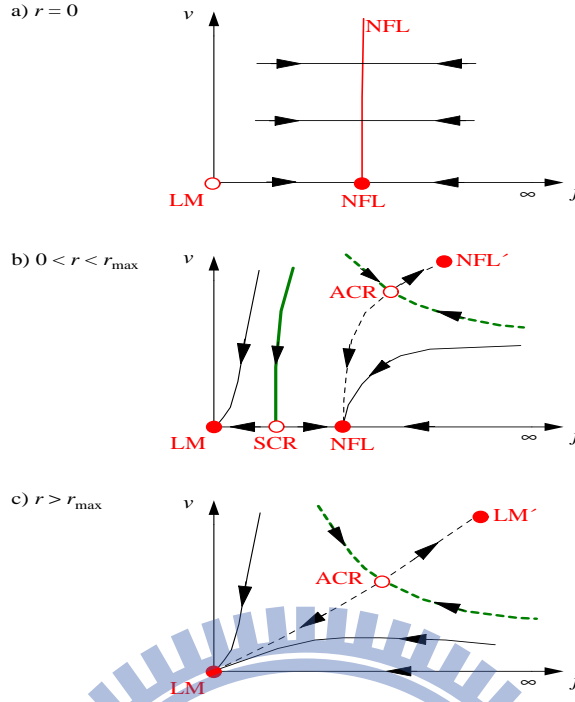 a) r = 0
v
NFL
LM
NFL
∞
j
b) 0 < r < r_max
v
NFL´
ACR
LM
SCR
NFL
∞
j
c) r > r_max
v
LM´
ACR
LM
∞
j